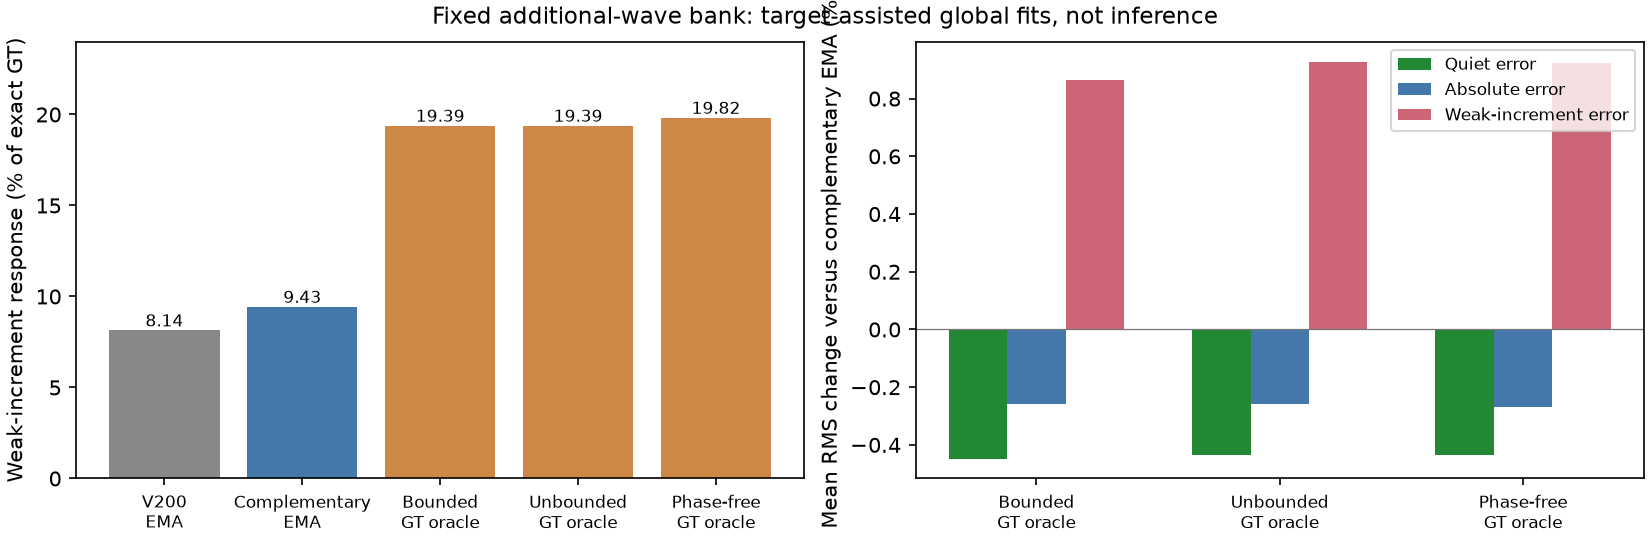 Fixed additional-wave bank: target-assisted global fits, not inference
Weak-increment response (% of exact GT)
20
15
10
5
0
8.14
9.43
19.39
19.39
19.82
V200
EMA
Complementary
EMA
Bounded
GT oracle
Unbounded
GT oracle
Phase-free
GT oracle
Mean RMS change versus complementary EMA (%
0.8
0.6
0.4
0.2
0.0
−0.2
−0.4
Quiet error
Absolute error
Weak-increment error
Bounded
GT oracle
Unbounded
GT oracle
Phase-free
GT oracle